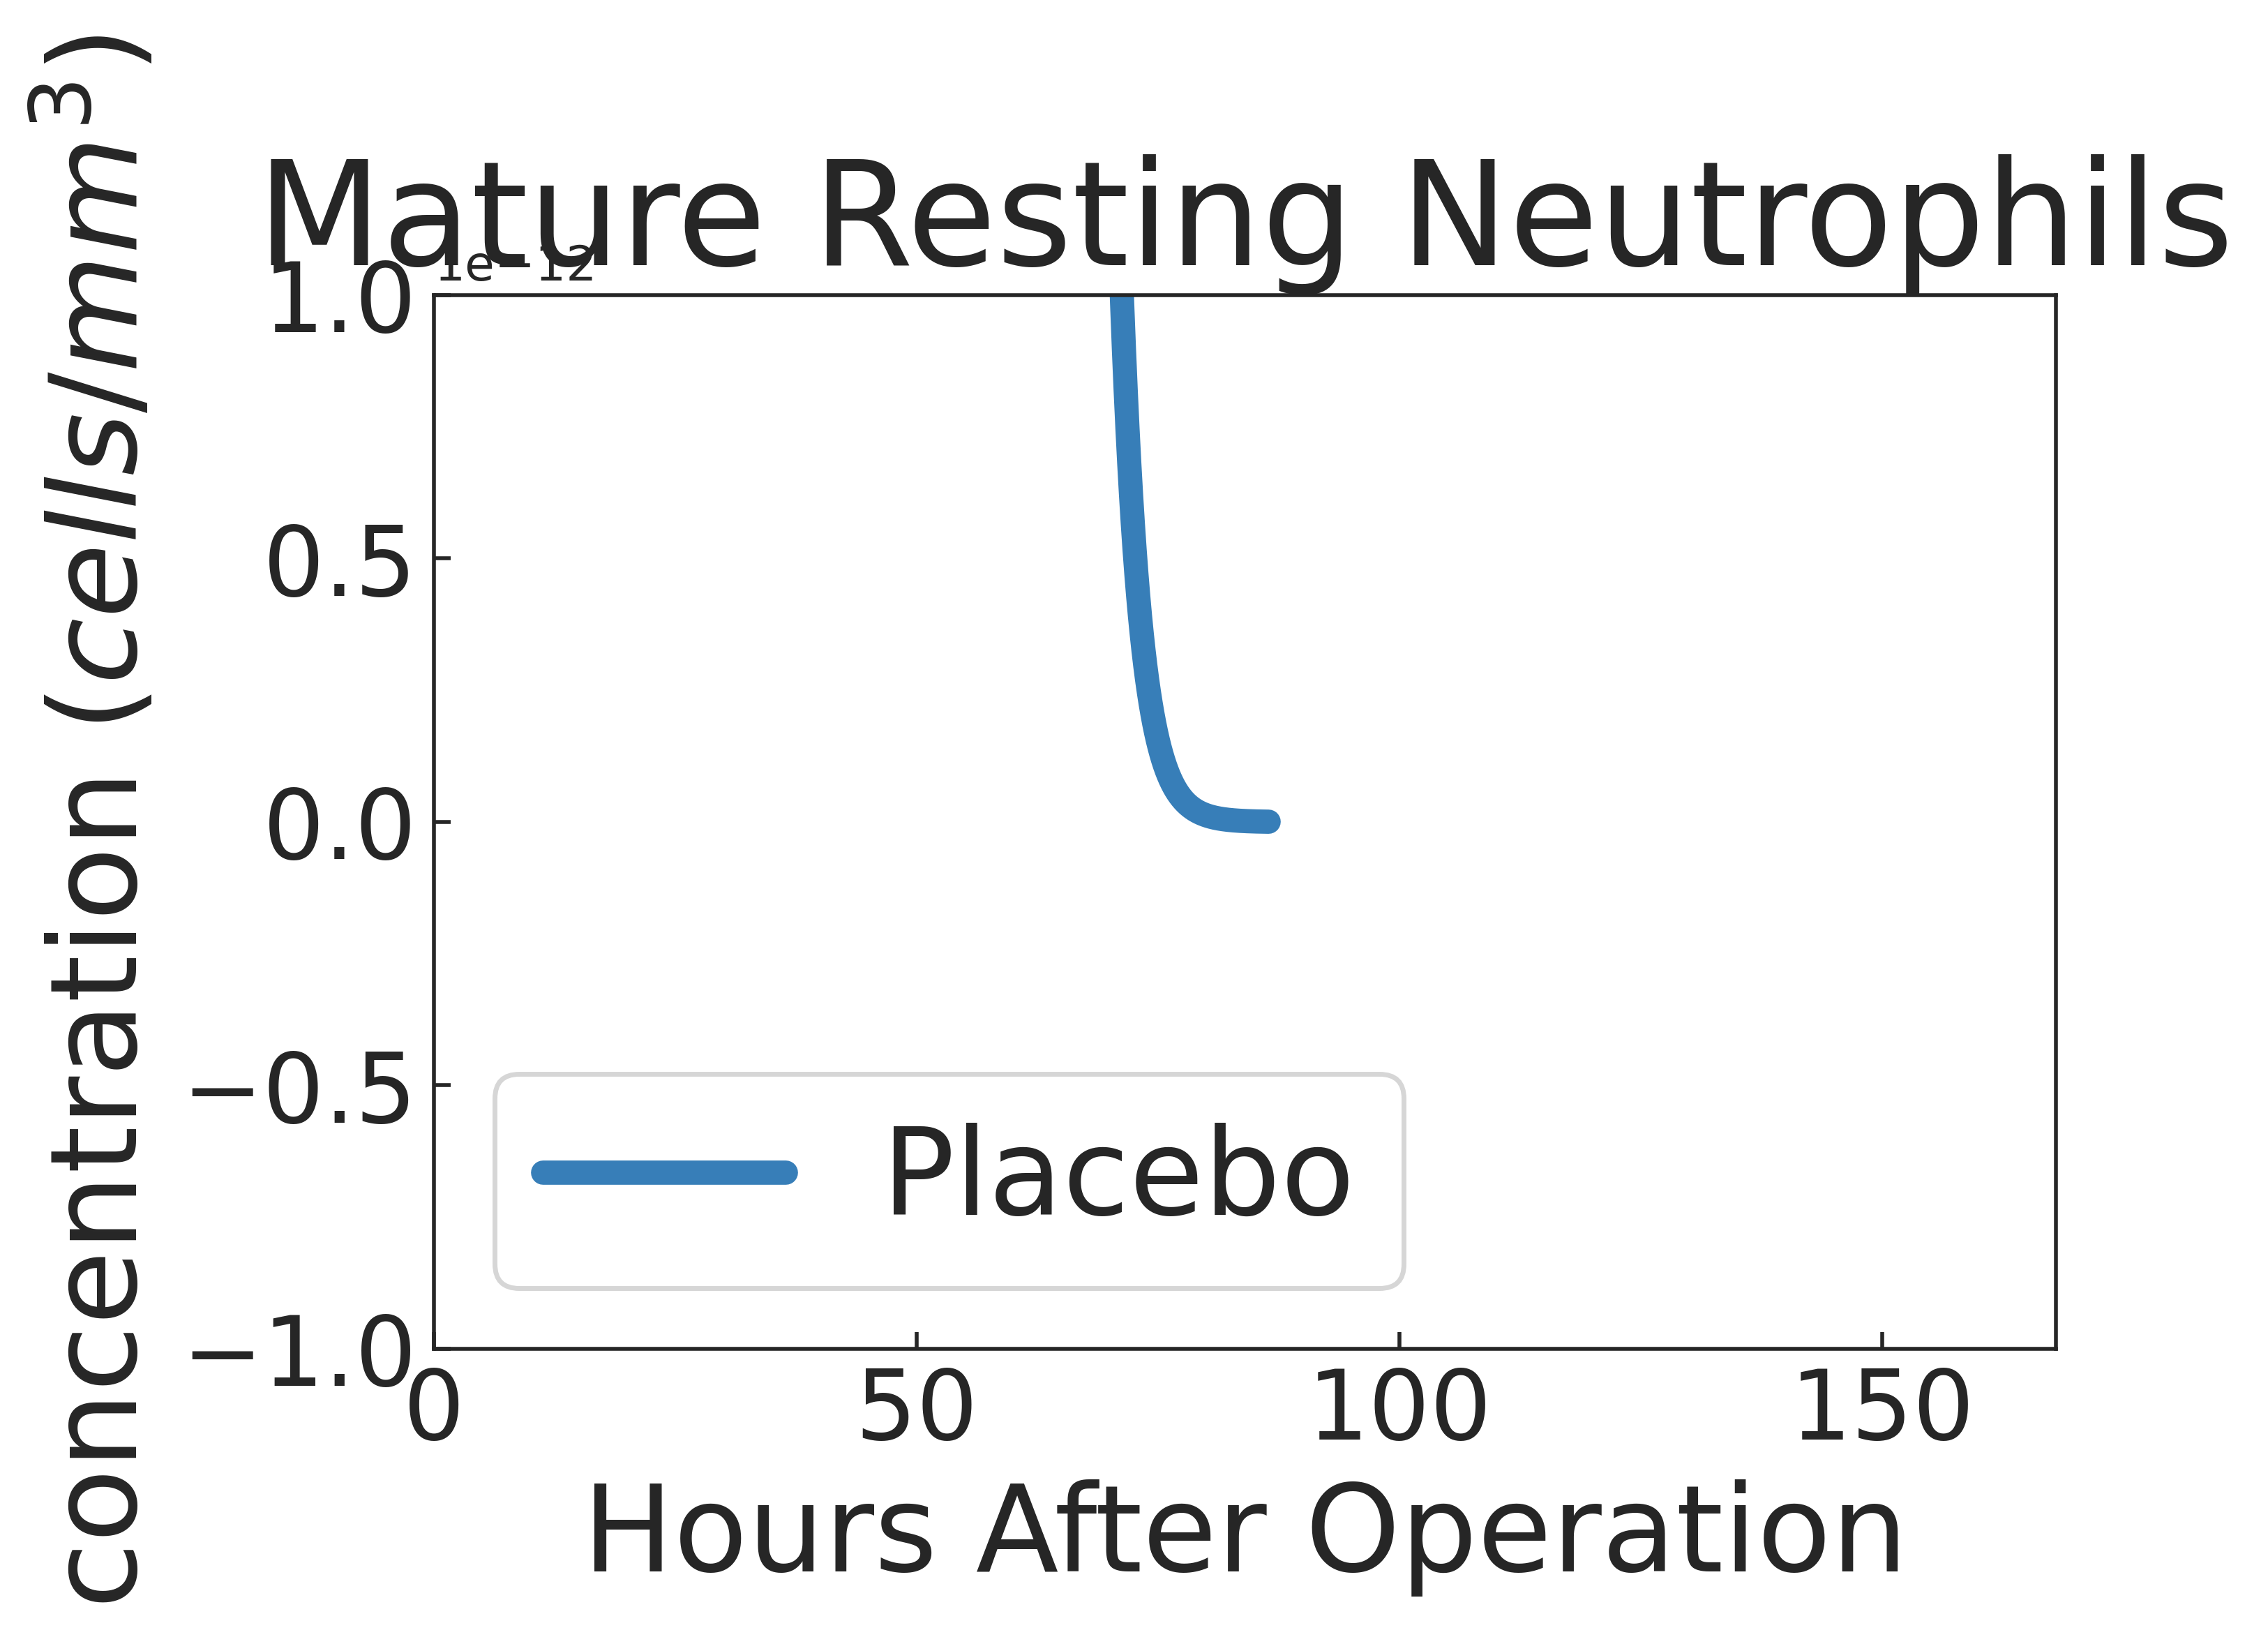 Mature Resting Neutrophils
1e−12
concentration (cells/mm³)
1.0
0.5
0.0
−0.5
−1.0
Placebo
0 50 100 150
Hours After Operation